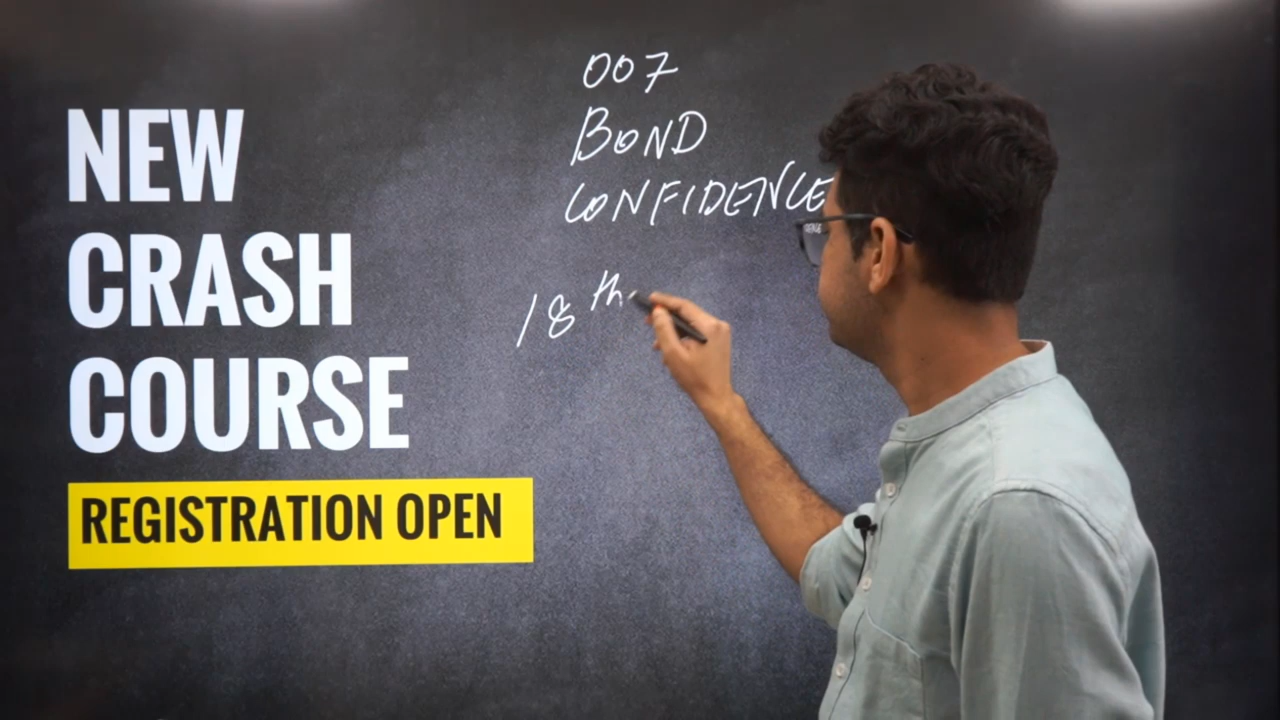 NEW
CRASH
COURSE
REGISTRATION OPEN
007
BOND
CONFIDENCE
18th